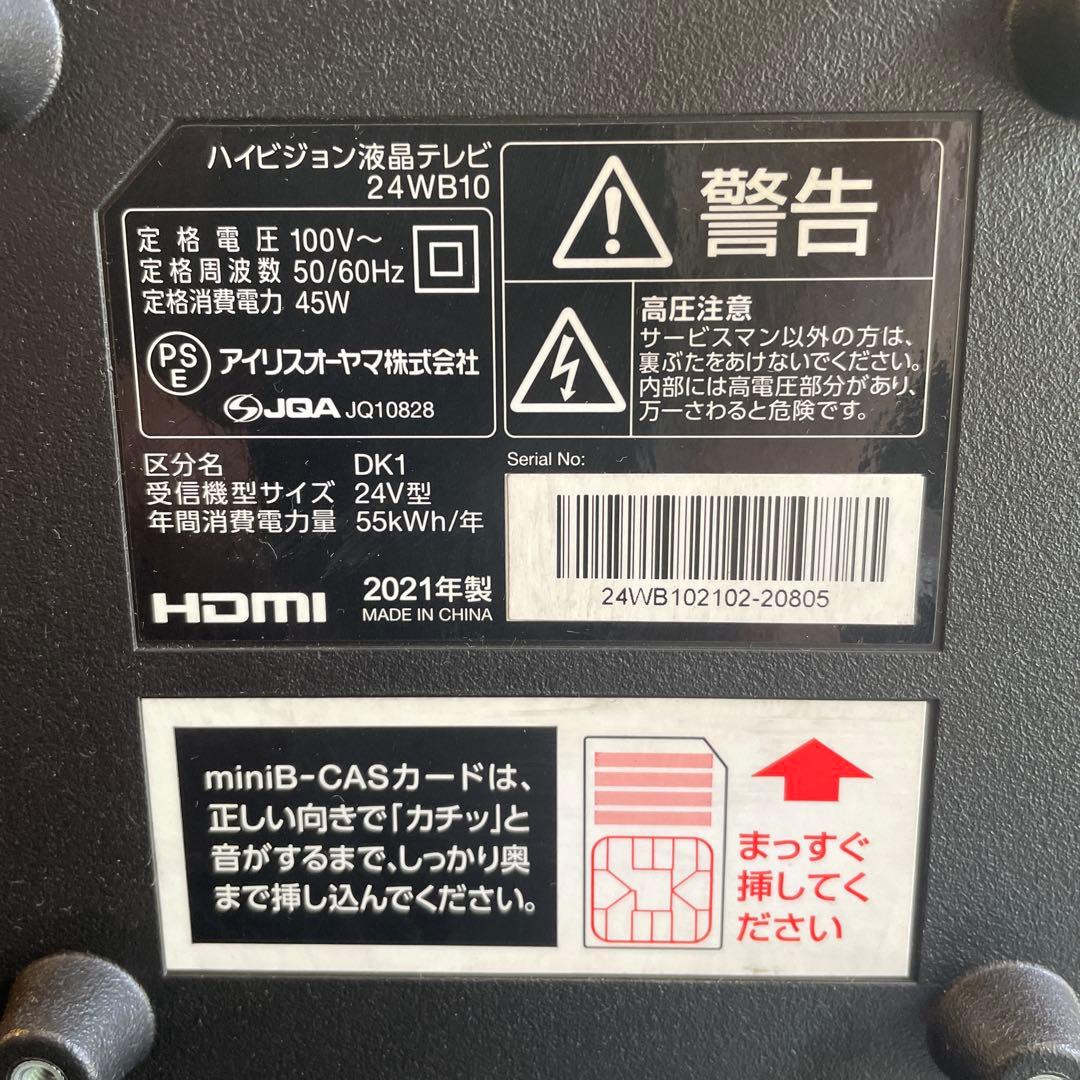 ハイビジョン液晶テレビ
24WB10
定格電圧 100V～
定格周波数 50/60Hz
定格消費電力 45W
PSE アイリスオーヤマ株式会社
JQA JQ10828
区分名 DK1
受信機型サイズ 24V型
年間消費電力量 55kWh/年
HDMI
2021年製
MADE IN CHINA
警告
高圧注意
サービスマン以外の方は、
裏ぶたをあけないでください。
内部には高電圧部分があり、
万一さわると危険です。
Serial No:
24WB102102-20805
miniB-CASカードは、
正しい向きで「カチッ」と
音がするまで、しっかり奥
まで挿し込んでください。
まっすぐ
挿してく
ださい